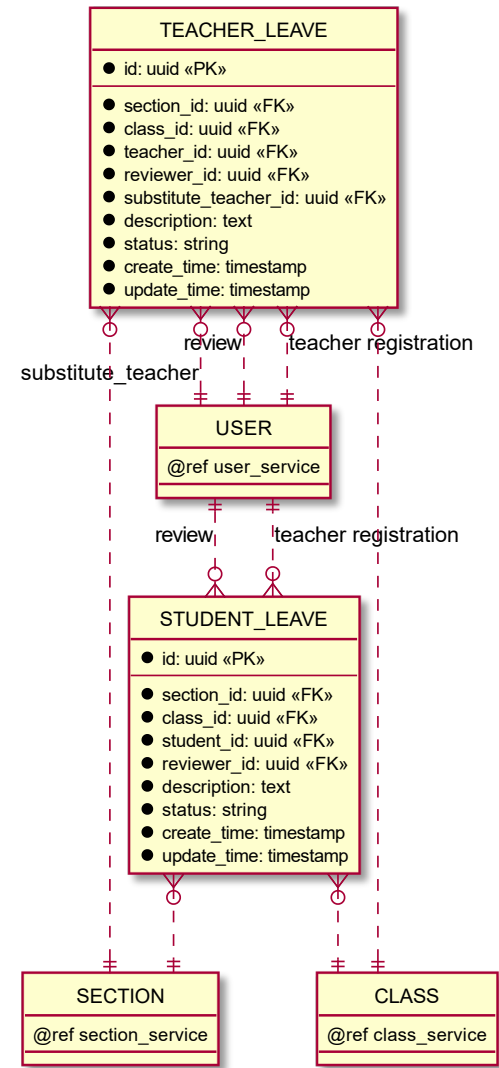 TEACHER_LEAVE
id: uuid «PK»
section_id: uuid «FK»
class_id: uuid «FK»
teacher_id: uuid «FK»
reviewer_id: uuid «FK»
substitute_teacher_id: uuid «FK»
description: text
status: string
create_time: timestamp
update_time: timestamp
review
teacher registration
substitute_teacher
USER
@ref user_service
review
teacher registration
STUDENT_LEAVE
id: uuid «PK»
section_id: uuid «FK»
class_id: uuid «FK»
student_id: uuid «FK»
reviewer_id: uuid «FK»
description: text
status: string
create_time: timestamp
update_time: timestamp
SECTION
@ref section_service
CLASS
@ref class_service